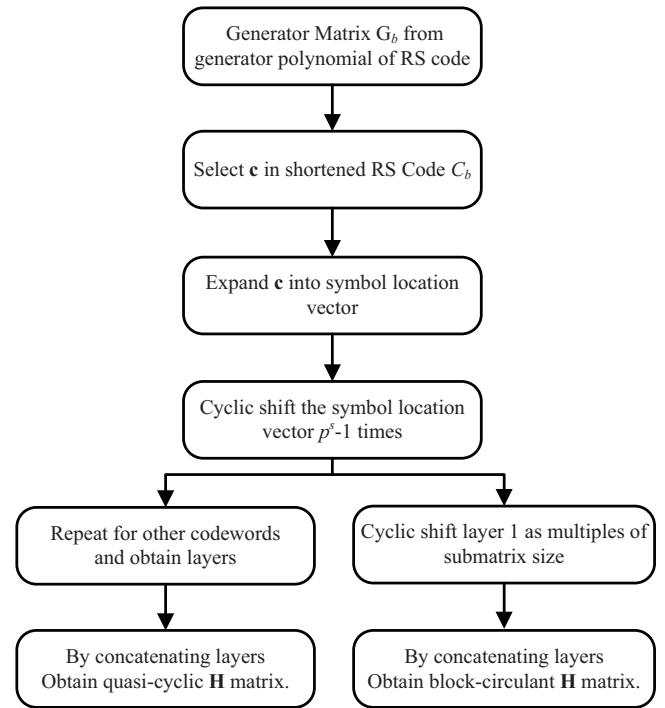 Generator Matrix G_b from
generator polynomial of RS code
Select c in shortened RS Code C_b
Expand c into symbol location
vector
Cyclic shift the symbol location
vector p^s-1 times
Repeat for other codewords
and obtain layers
Cyclic shift layer 1 as multiples of
submatrix size
By concatenating layers
Obtain quasi-cyclic H matrix.
By concatenating layers
Obtain block-circulant H matrix.